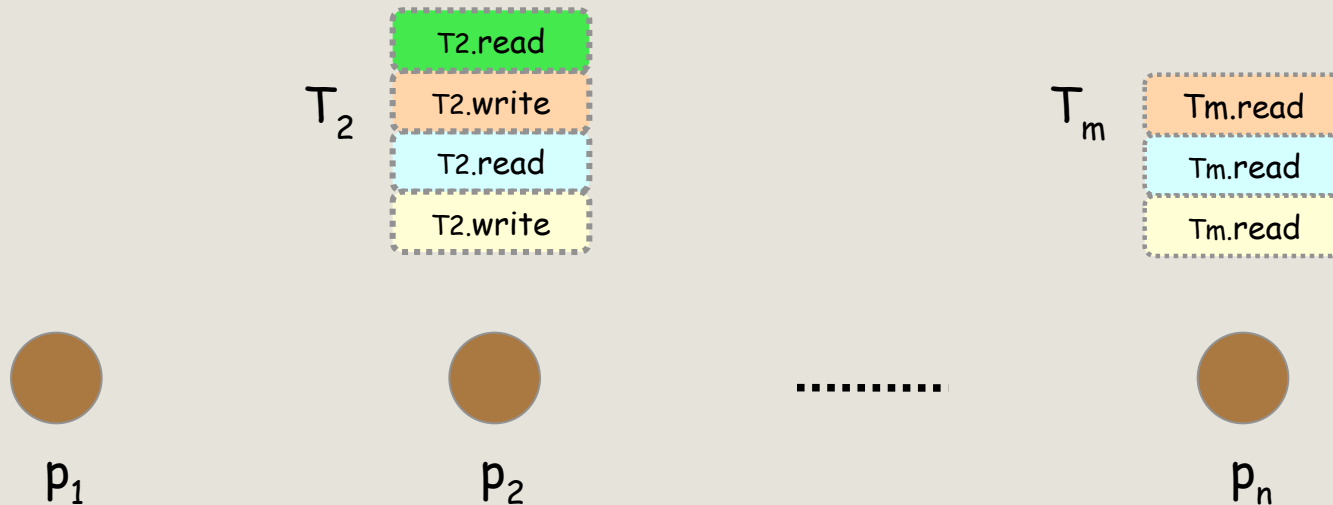 T2.read
T₂ T2.write Tₘ Tm.read
T2.read Tm.read
T2.write Tm.read
p₁ p₂ pₙ